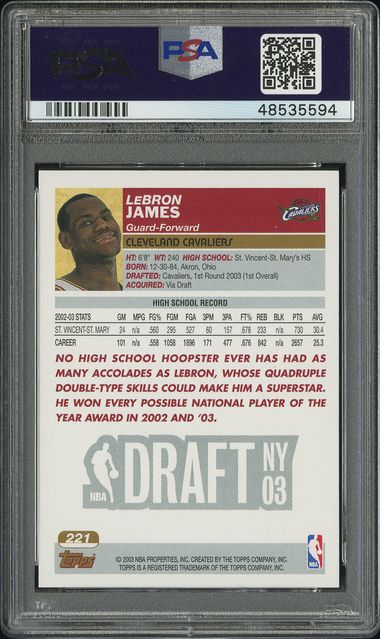 PSA
PSA
48535594
LEBRON
JAMES
Guard-Forward
CAVALIERS
CLEVELAND CAVALIERS
HT: 6'8" WT: 240 HIGH SCHOOL: St. Vincent-St. Mary's HS
BORN: 12-30-84, Akron, Ohio
DRAFTED: Cavaliers, 1st Round 2003 (1st Overall)
ACQUIRED: Via Draft
HIGH SCHOOL RECORD
2002-03 STATS GM MPG FG% FG% FGA 3PM 3PA FT% FT% REB BLK PTS AVG
ST. VINCENT-ST. MARY 24 n/a .560 295 527 60 157 .678 233 n/a n/a 730 30.4
CAREER 101 n/a .558 1058 1896 171 477 .676 842 n/a n/a 2657 25.3
NO HIGH SCHOOL HOOPSTER EVER HAS HAD AS
MANY ACCOLADES AS LEBRON, WHOSE QUADRUPLE
DOUBLE-TYPE SKILLS COULD MAKE HIM A SUPERSTAR.
HE WON EVERY POSSIBLE NATIONAL PLAYER OF THE
YEAR AWARD IN 2002 AND '03.
NBA DRAFT NY 03
221
Topps
© 2003 NBA PROPERTIES, INC. CREATED BY THE TOPPS COMPANY, INC.
TOPPS IS A REGISTERED TRADEMARK OF THE TOPPS COMPANY, INC.